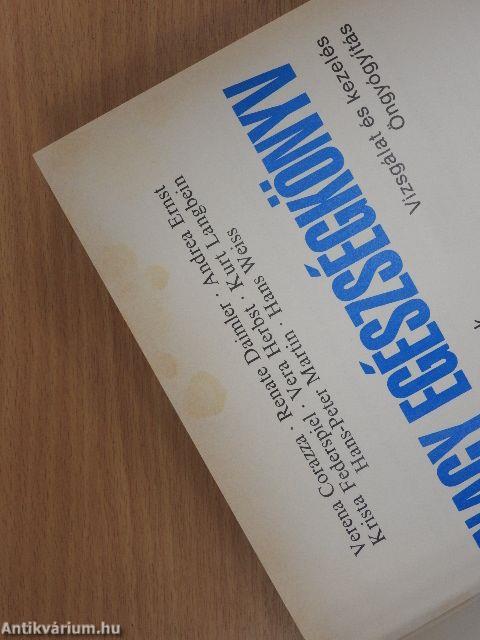 Verena Corazza · Renate Daimler · Andrea Ernst
Krista Federspiel · Vera Herbst · Kurt Langbein
Hans-Peter Martin · Hans Weiss
NAGY EGÉSZSÉGKÖNYV
Vizsgálat és kezelés
Öngyógyítás
Antikvárium.hu